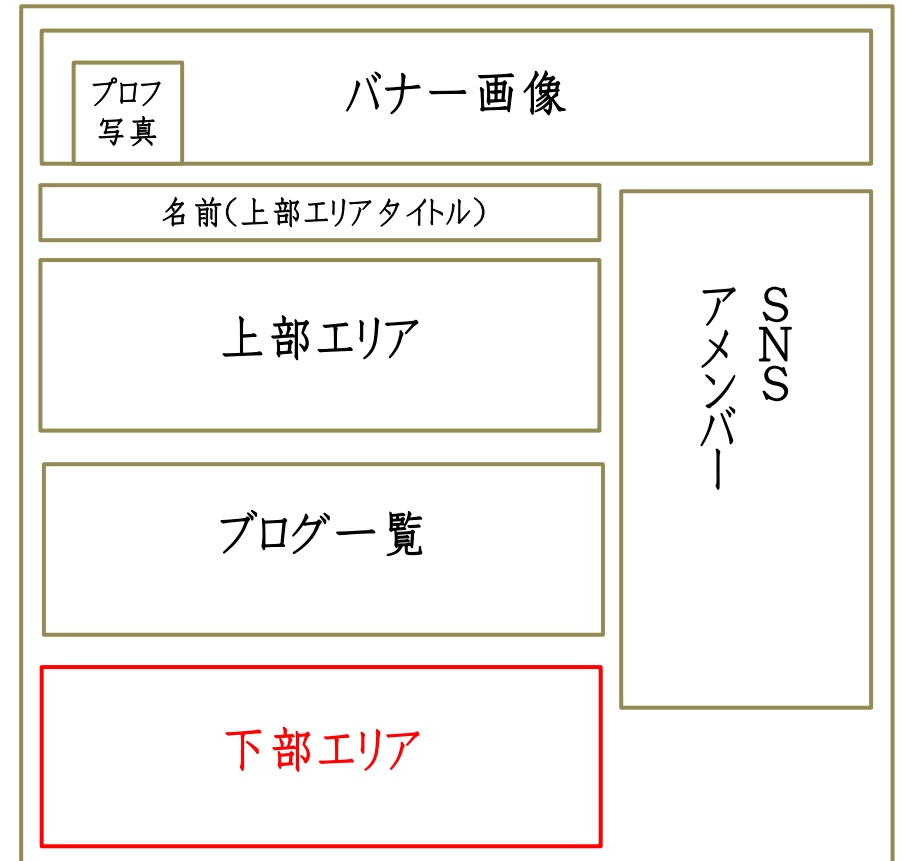 プロフ
写真
バナー画像
名前(上部エリアタイトル)
上部エリア
SNS
アメンバー
ブログ一覧
下部エリア